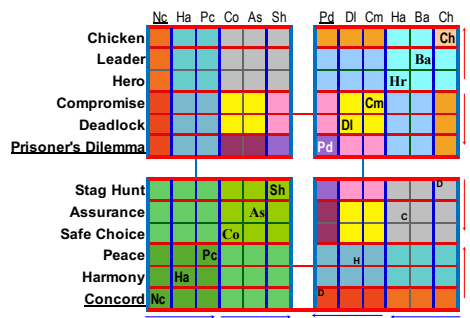 Nc Ha Pc Co As Sh Pd Dl Cm Ha Ba Ch
Chicken Ch
Leader Ba
Hero Hr
Compromise Cm
Deadlock Dl
Prisoner's Dilemma Pd
Stag Hunt Sh D
Assurance As C
Safe Choice Co
Peace Pc H
Harmony Ha
Concord Nc D